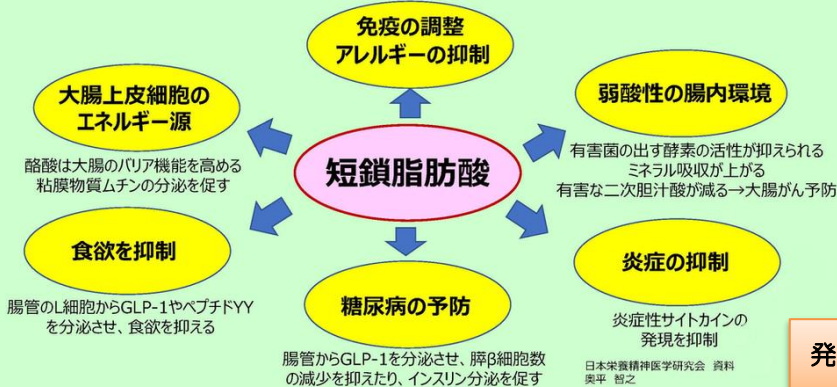 免疫の調整
アレルギーの抑制
大腸上皮細胞の
エネルギー源
酪酸は大腸のバリア機能を高める
粘膜物質ムチンの分泌を促す
弱酸性の腸内環境
有害菌の出す酵素の活性が抑えられる
ミネラル吸収が上がる
有害な二次胆汁酸が減る→大腸がん予防
短鎖脂肪酸
食欲を抑制
腸管のL細胞からGLP-1やペプチドYY
を分泌させ、食欲を抑える
糖尿病の予防
腸管からGLP-1を分泌させ、膵β細胞数
の減少を抑えたり、インスリン分泌を促す
炎症の抑制
炎症性サイトカインの
発現を抑制
日本栄養精神医学研究会 資料
奥平 智之
発